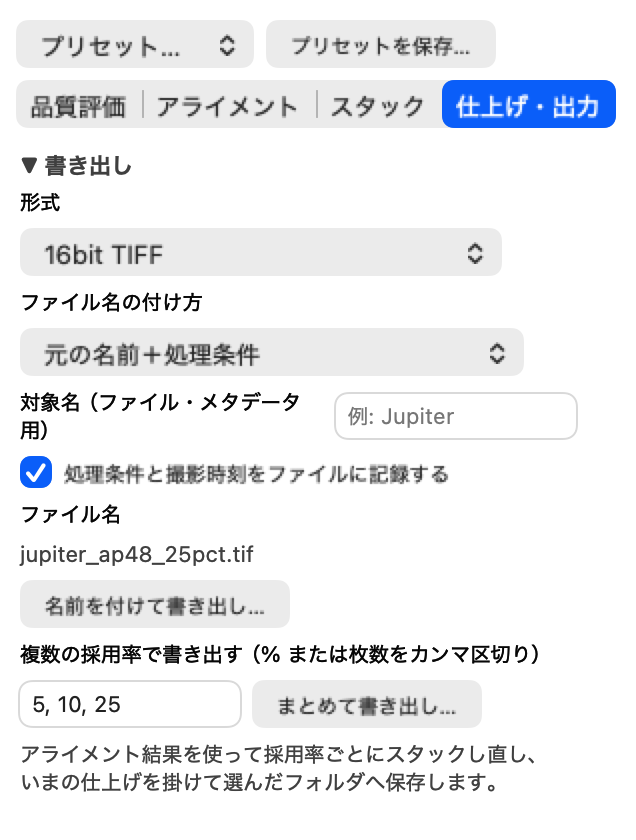 プリセット...
プリセットを保存...
品質評価
アライメント
スタック
仕上げ・出力
▼ 書き出し
形式
16bit TIFF
ファイル名の付け方
元の名前＋処理条件
対象名（ファイル・メタデータ
用）
例: Jupiter
処理条件と撮影時刻をファイルに記録する
ファイル名
jupiter_ap48_25pct.tif
名前を付けて書き出し...
複数の採用率で書き出す（% または枚数をカンマ区切り）
5, 10, 25
まとめて書き出し...
アライメント結果を使って採用率ごとにスタックし直し、
いまの仕上げを掛けて選んだフォルダへ保存します。